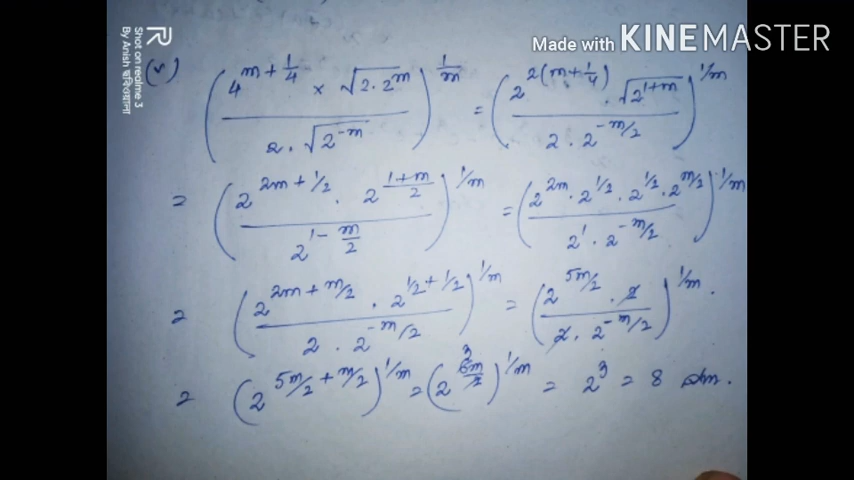 Made with KINEMASTER
Shot on realme 3
By Anish
(v) (4^{m + 1/4} × √(2.2^m) / 2.√(2^{-m}))^{1/m} = (2^{2(m + 1/4)} . √(2^{1+m}) / 2.2^{-m/2})^{1/m}
= (2^{2m + 1/2} . 2^{(1+m)/2} / 2^{1 - m/2})^{1/m} = (2^{2m} . 2^{1/2} . 2^{1/2} . 2^{m/2} / 2^1 . 2^{-m/2})^{1/m}
= (2^{2m + m/2} . 2^{1/2 + 1/2} / 2 . 2^{-m/2})^{1/m} = (2^{5m/2} . 2 / 2 . 2^{-m/2})^{1/m} .
= (2^{5m/2 + m/2})^{1/m} = (2^{6m/2})^{1/m} = 2^3 = 8